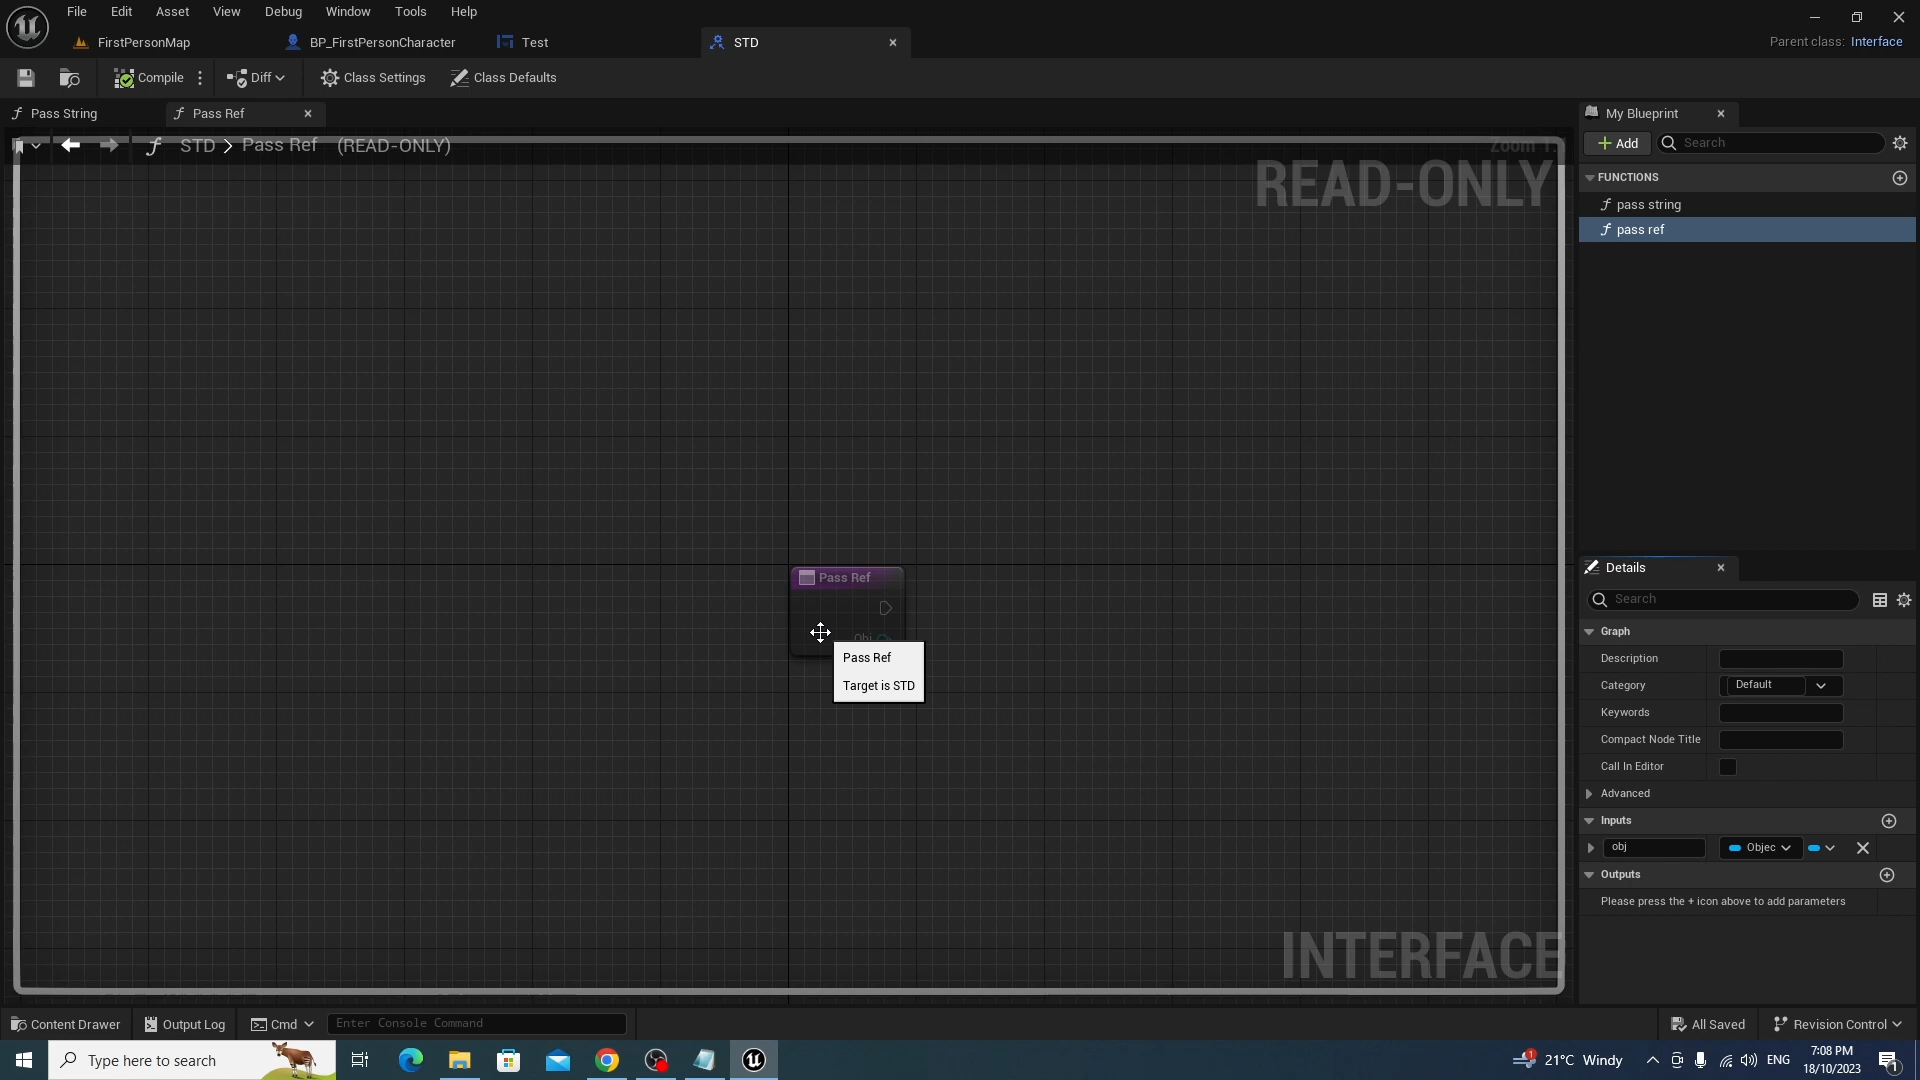 File Edit Asset View Debug Window Tools Help
FirstPersonMap BP_FirstPersonCharacter Test STD
Parent class: Interface
Compile Diff Class Settings Class Defaults
Pass String Pass Ref
STD > Pass Ref (READ-ONLY)
READ-ONLY
My Blueprint
Add Search
FUNCTIONS
pass string
pass ref
Pass Ref
Obj
Pass Ref
Target is STD
INTERFACE
Details
Search
Graph
Description
Category Default
Keywords
Compact Node Title
Call In Editor
Advanced
Inputs
obj Objec
Outputs
Please press the + icon above to add parameters
Content Drawer Output Log Cmd Enter Console Command All Saved Revision Control
Type here to search 1 21°C Windy ENG 7:08 PM
18/10/2023 1